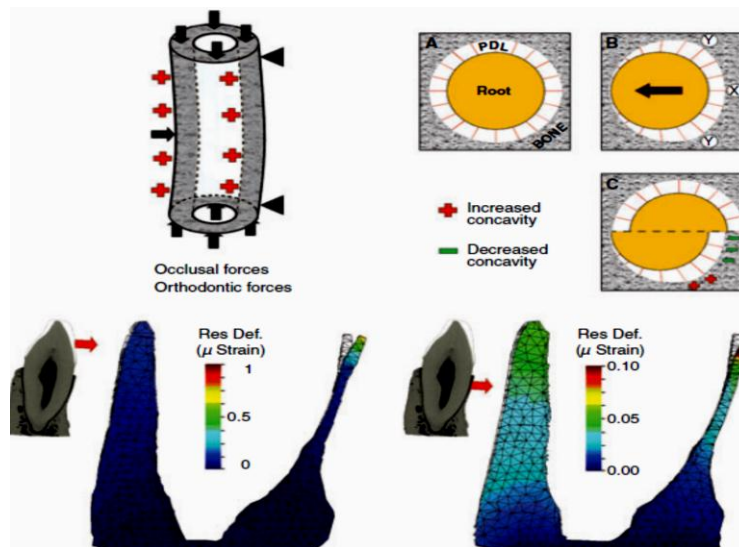 A
PDL
Root
BONE
B
Y
X
Y
C
Increased
concavity
Decreased
concavity
Occlusal forces
Orthodontic forces
Res Def.
(μ Strain)
1
0.5
0
Res Def.
(μ Strain)
0.10
0.05
0.00